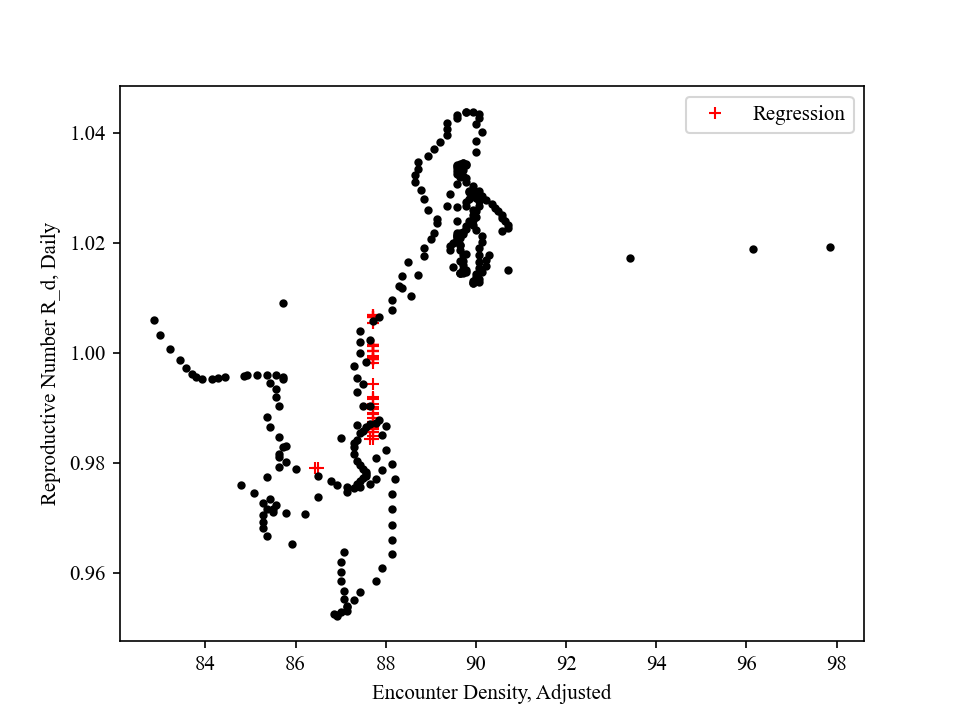 Regression
1.04
1.02
1.00
0.98
0.96
Reproductive Number R_d, Daily
84 86 88 90 92 94 96 98
Encounter Density, Adjusted